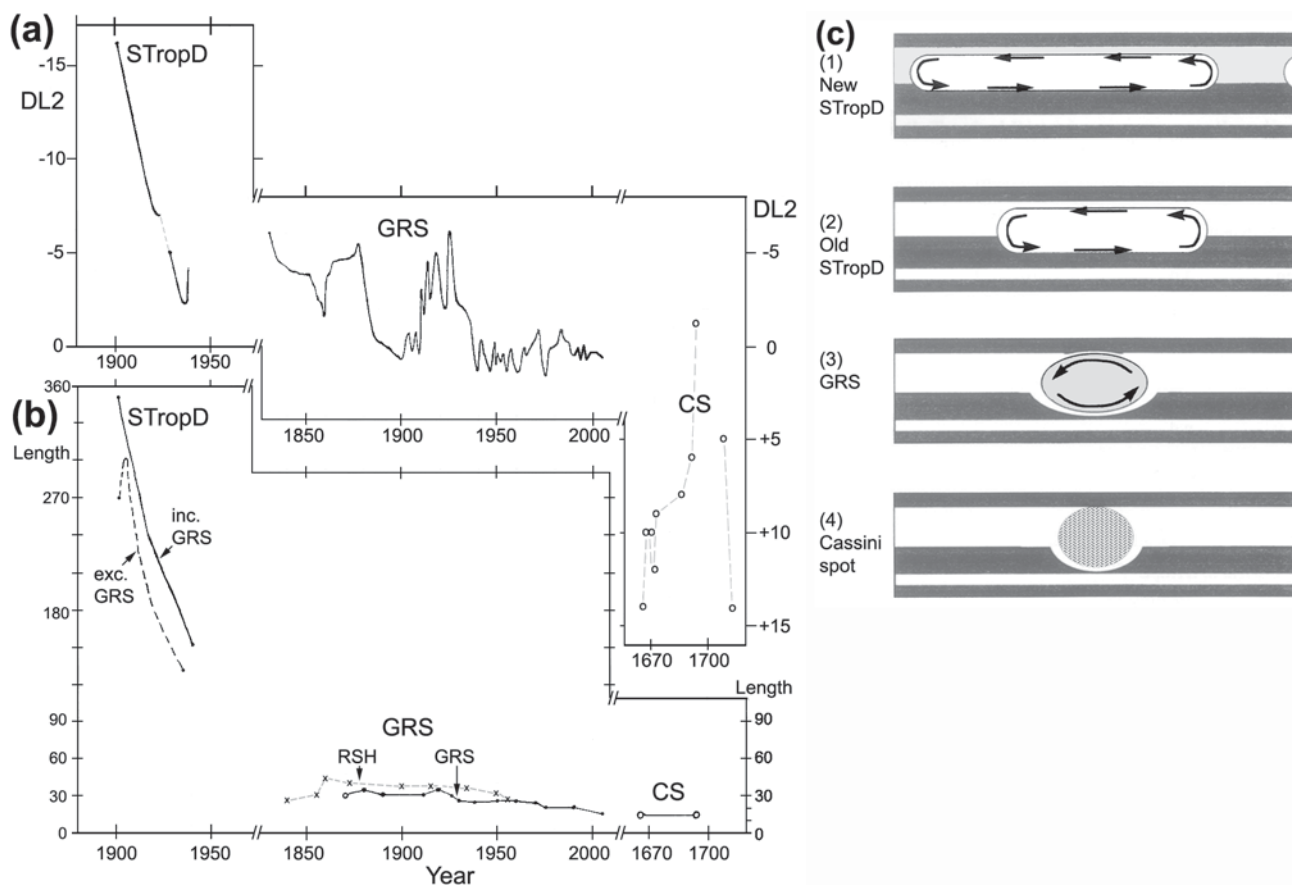 (a)
STropD
-15
DL2
-10
-5
0
1900
1950
GRS
1850
1900
1950
2000
DL2
-5
0
CS
+5
+10
+15
1670
1700
(b)
360
STropD
Length
270
inc.
GRS
exc.
GRS
180
90
60
30
0
1900
1950
GRS
RSH
GRS
1850
1900
1950
2000
Year
Length
90
60
30
0
CS
1670
1700
(c)
(1)
New
STropD
(2)
Old
STropD
(3)
GRS
(4)
Cassini
spot